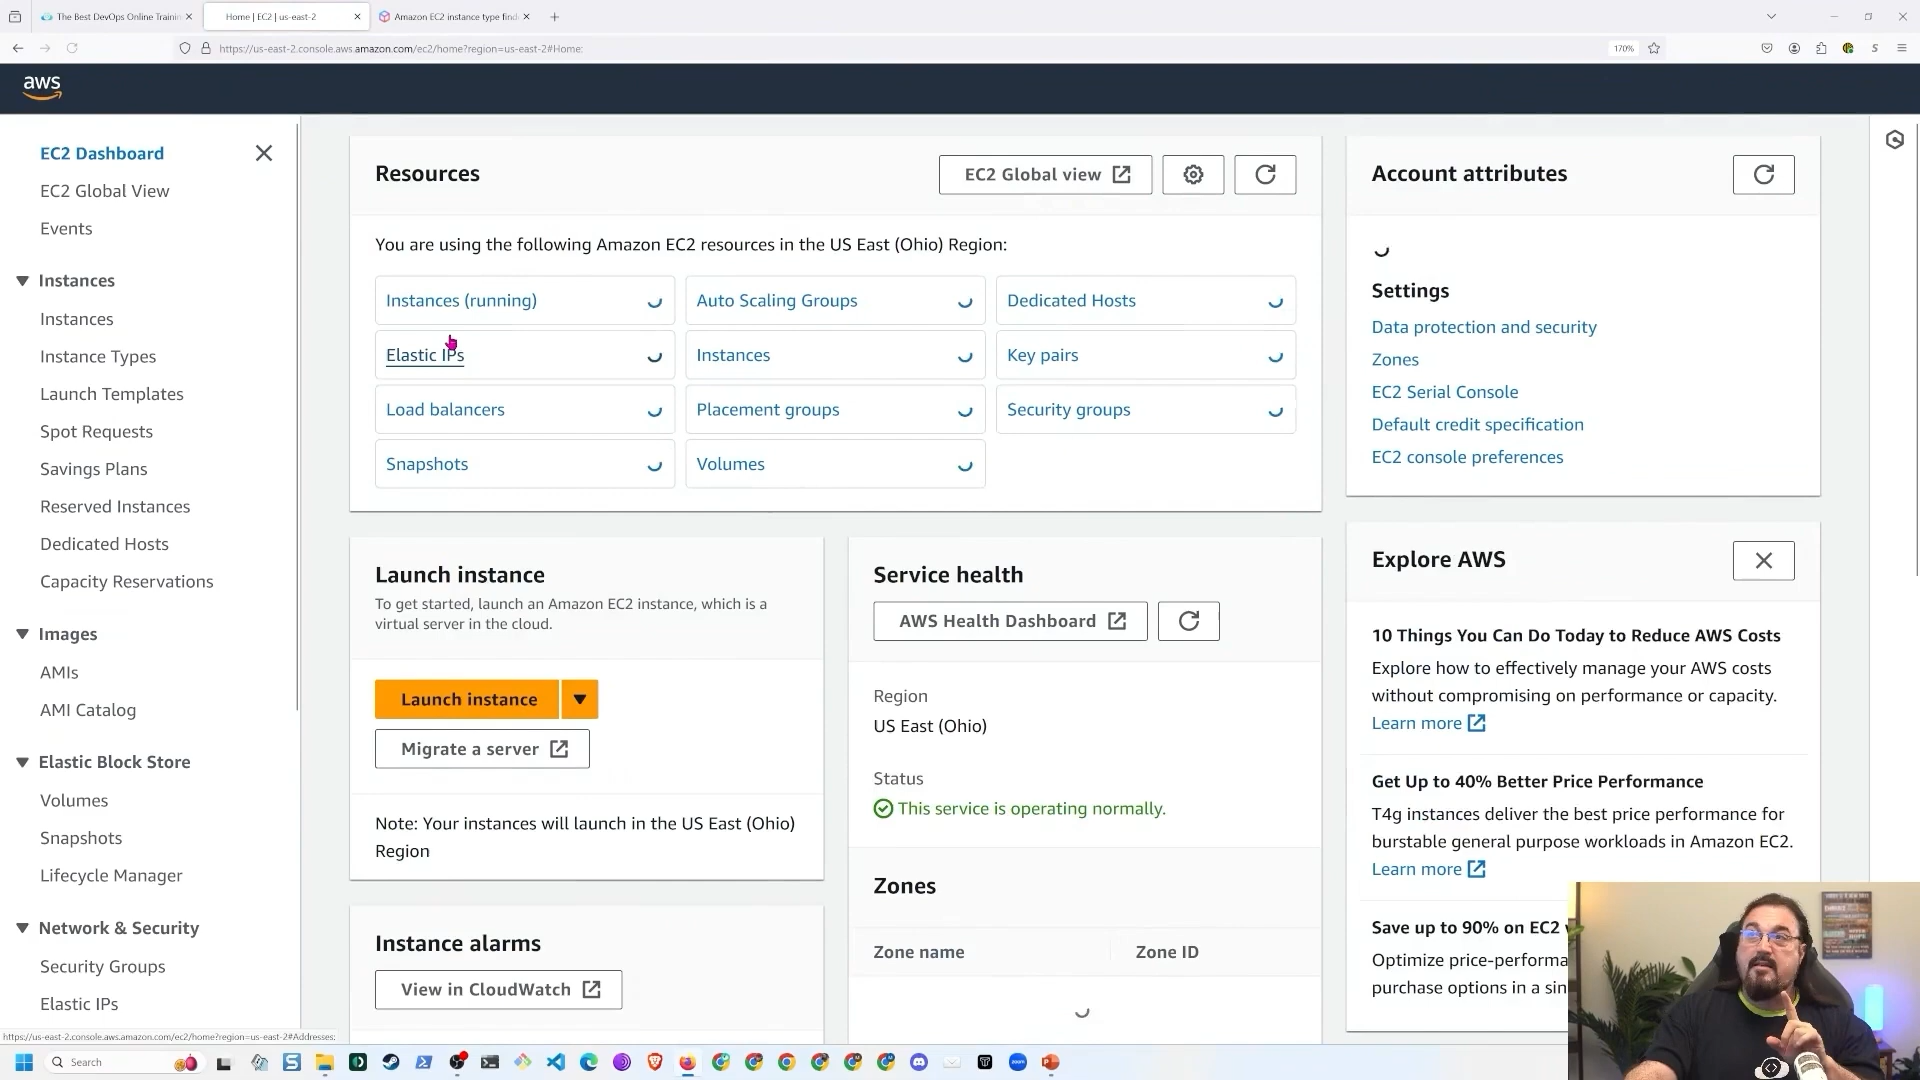 The Best DevOps Online Trainin
Home | EC2 | us-east-2
Amazon EC2 instance type find
https://us-east-2.console.aws.amazon.com/ec2/home?region=us-east-2#Home:
170%
aws
EC2 Dashboard
EC2 Global View
Events
Instances
Instances
Instance Types
Launch Templates
Spot Requests
Savings Plans
Reserved Instances
Dedicated Hosts
Capacity Reservations
Images
AMIs
AMI Catalog
Elastic Block Store
Volumes
Snapshots
Lifecycle Manager
Network & Security
Security Groups
Elastic IPs
Resources
EC2 Global view
You are using the following Amazon EC2 resources in the US East (Ohio) Region:
Instances (running)
Auto Scaling Groups
Dedicated Hosts
Elastic IPs
Instances
Key pairs
Load balancers
Placement groups
Security groups
Snapshots
Volumes
Launch instance
To get started, launch an Amazon EC2 instance, which is a
virtual server in the cloud.
Launch instance
Migrate a server
Note: Your instances will launch in the US East (Ohio)
Region
Instance alarms
View in CloudWatch
Service health
AWS Health Dashboard
Region
US East (Ohio)
Status
This service is operating normally.
Zones
Zone name
Zone ID
Account attributes
Settings
Data protection and security
Zones
EC2 Serial Console
Default credit specification
EC2 console preferences
Explore AWS
10 Things You Can Do Today to Reduce AWS Costs
Explore how to effectively manage your AWS costs
without compromising on performance or capacity.
Learn more
Get Up to 40% Better Price Performance
T4g instances deliver the best price performance for
burstable general purpose workloads in Amazon EC2.
Learn more
Save up to 90% on EC2
Optimize price-performa
purchase options in a sin
https://us-east-2.console.aws.amazon.com/ec2/home?region=us-east-2#Addresses:
Search